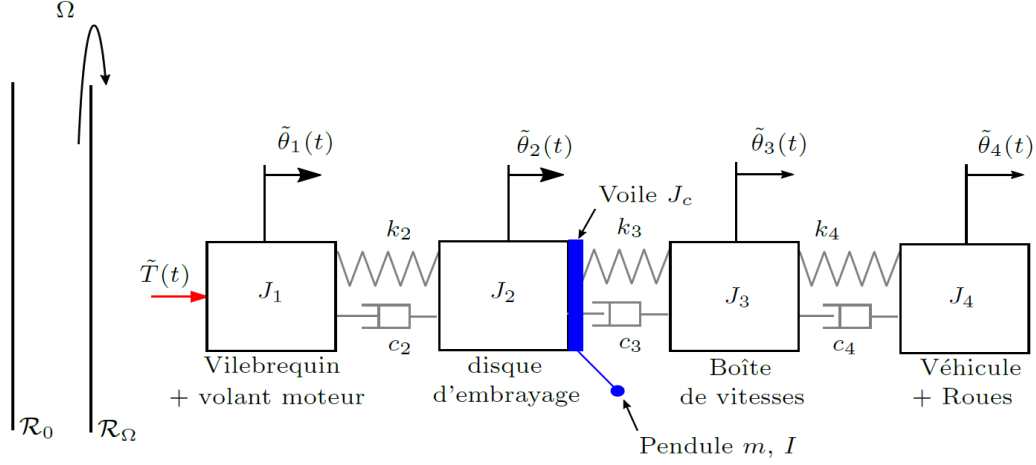 Ω
θ̃₁(t)
θ̃₂(t)
θ̃₃(t)
θ̃₄(t)
Voile J_c
k₂
k₃
k₄
T̃(t)
J₁
J₂
J₃
J₄
c₂
c₃
c₄
Vilebrequin
+ volant moteur
disque
d'embrayage
Boîte
de vitesses
Véhicule
+ Roues
R₀
R_Ω
Pendule m, I